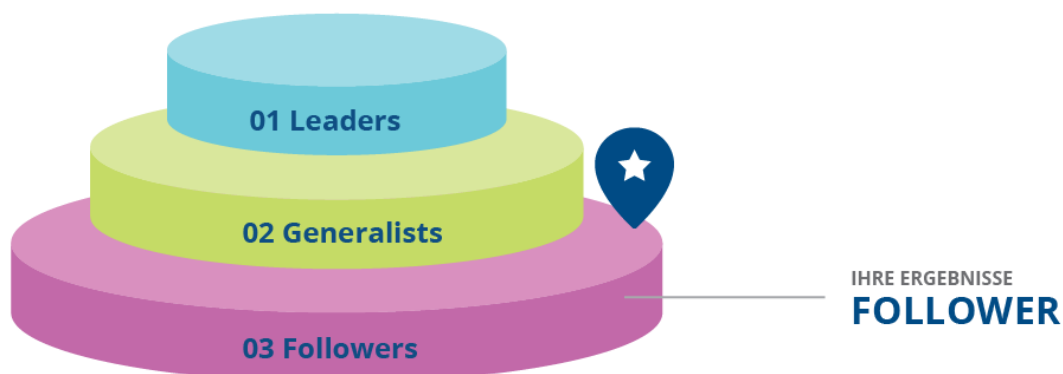 01 Leaders
02 Generalists
03 Followers
IHRE ERGEBNISSE
FOLLOWER